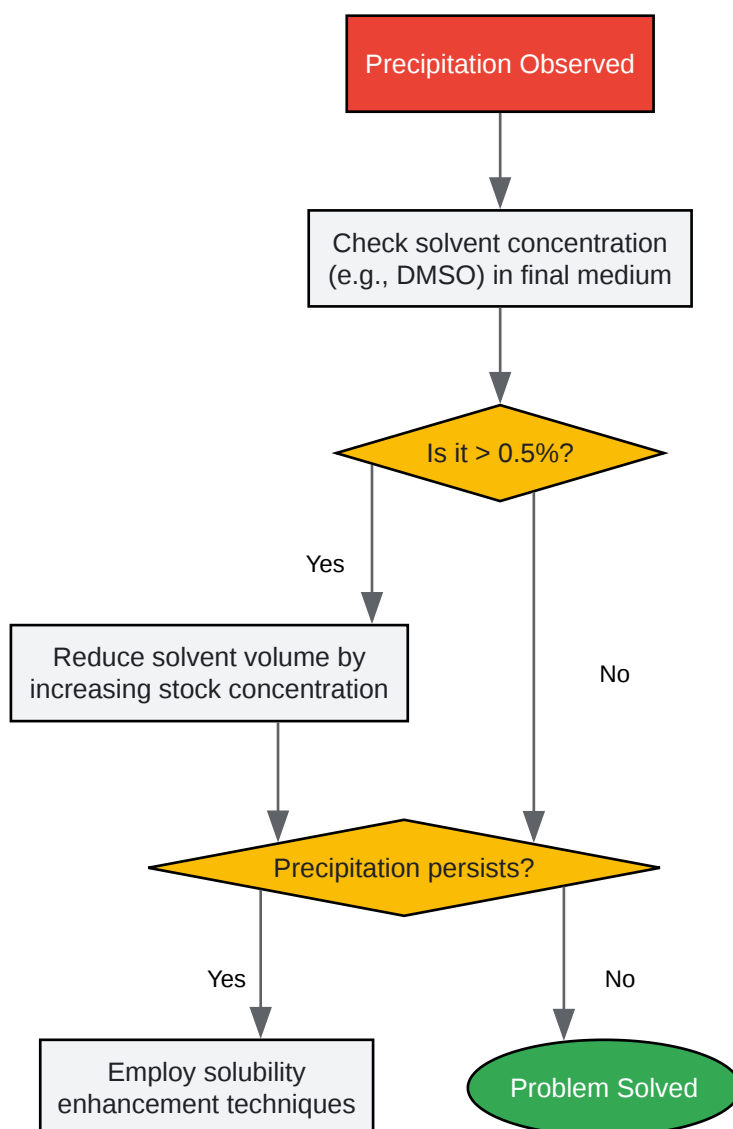 Precipitation Observed
Check solvent concentration
(e.g., DMSO) in final medium
Is it > 0.5%?
Yes
Reduce solvent volume by
increasing stock concentration
No
Precipitation persists?
Yes
No
Employ solubility
enhancement techniques
Problem Solved